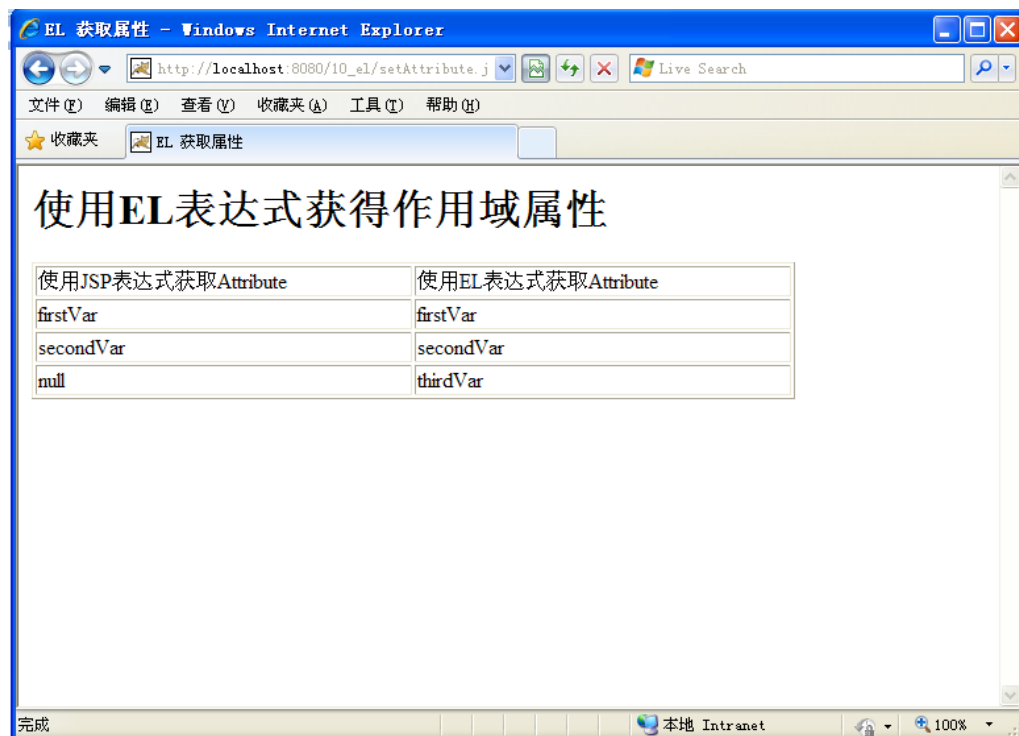 EL 获取属性 - Windows Internet Explorer
http://localhost:8080/10_el/setAttribute.j
Live Search
文件(F) 编辑(E) 查看(V) 收藏夹(A) 工具(T) 帮助(H)
收藏夹 EL 获取属性
使用EL表达式获得作用域属性
使用JSP表达式获取Attribute 使用EL表达式获取Attribute
firstVar firstVar
secondVar secondVar
null thirdVar
完成 本地 Intranet 100%